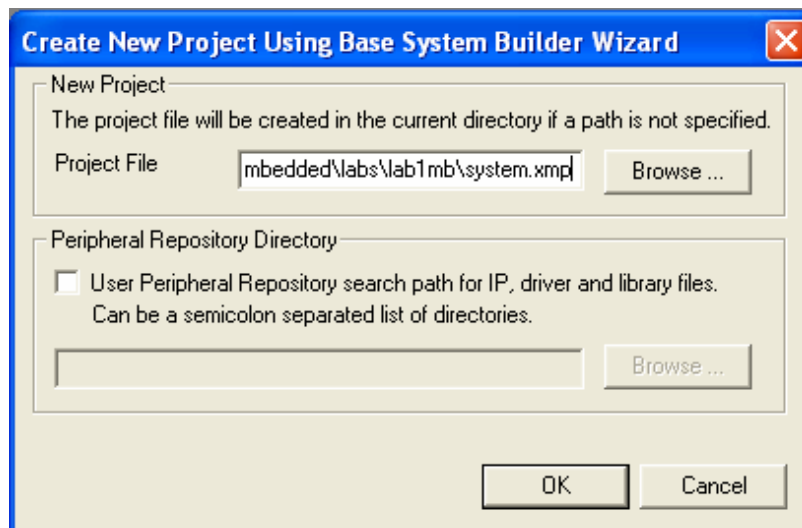 Create New Project Using Base System Builder Wizard
New Project
The project file will be created in the current directory if a path is not specified.
Project File
mbedded\labs\lab1mb\system.xmp
Browse ...
Peripheral Repository Directory
User Peripheral Repository search path for IP, driver and library files.
Can be a semicolon separated list of directories.
Browse ...
OK
Cancel